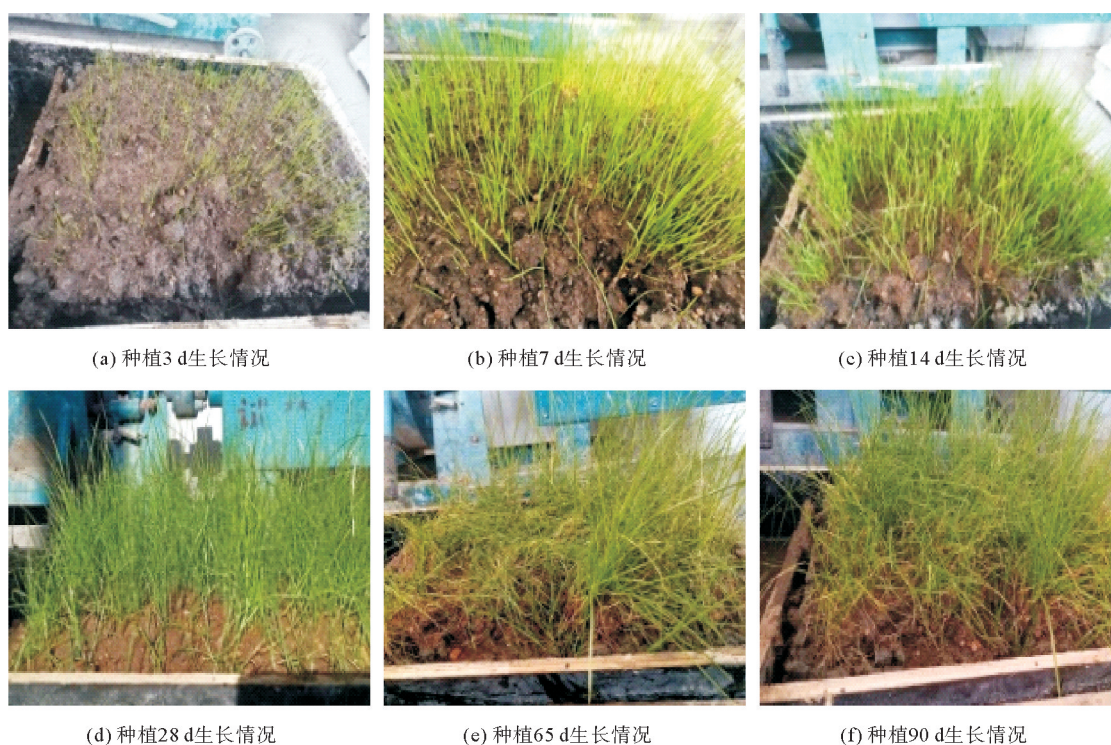 (a) 种植3 d生长情况
(b) 种植7 d生长情况
(c) 种植14 d生长情况
(d) 种植28 d生长情况
(e) 种植65 d生长情况
(f) 种植90 d生长情况